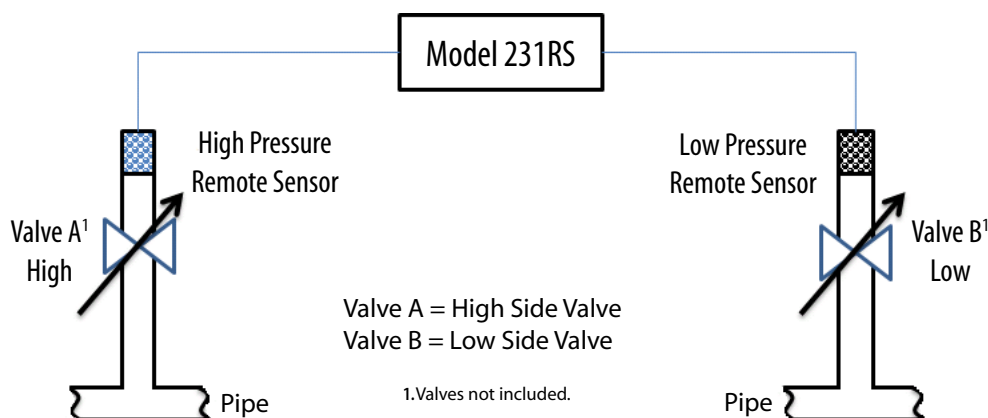 Model 231RS
High Pressure
Remote Sensor
Low Pressure
Remote Sensor
Valve A¹
High
Valve B¹
Low
Valve A = High Side Valve
Valve B = Low Side Valve
1.Valves not included.
Pipe
Pipe